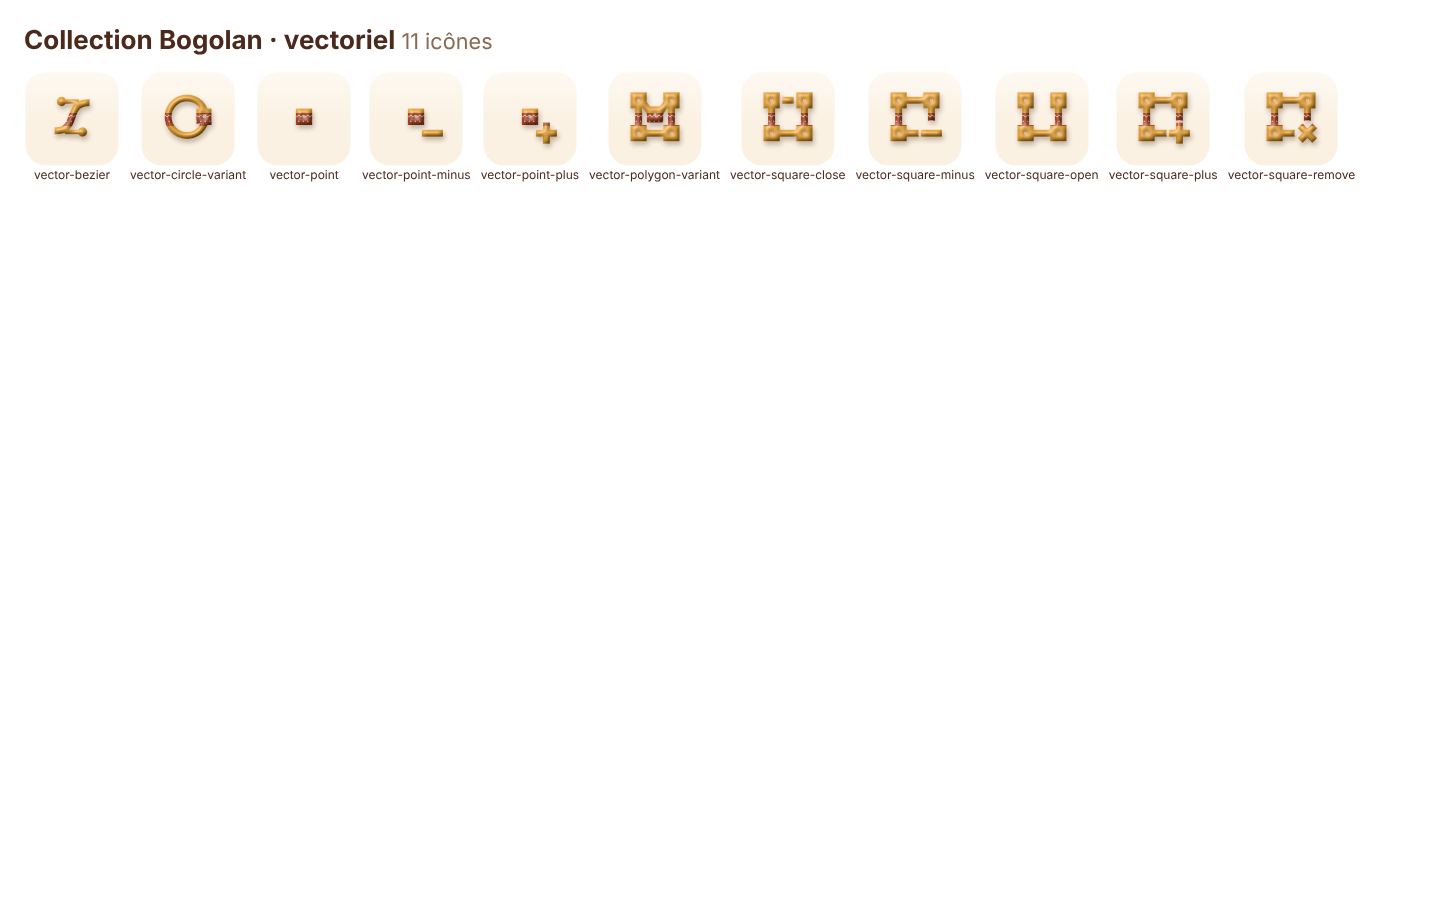 Collection Bogolan · vectoriel 11 icônes
vector-bezier vector-circle-variant vector-point vector-point-minus vector-point-plus vector-polygon-variant vector-square-close vector-square-minus vector-square-open vector-square-plus vector-square-remove